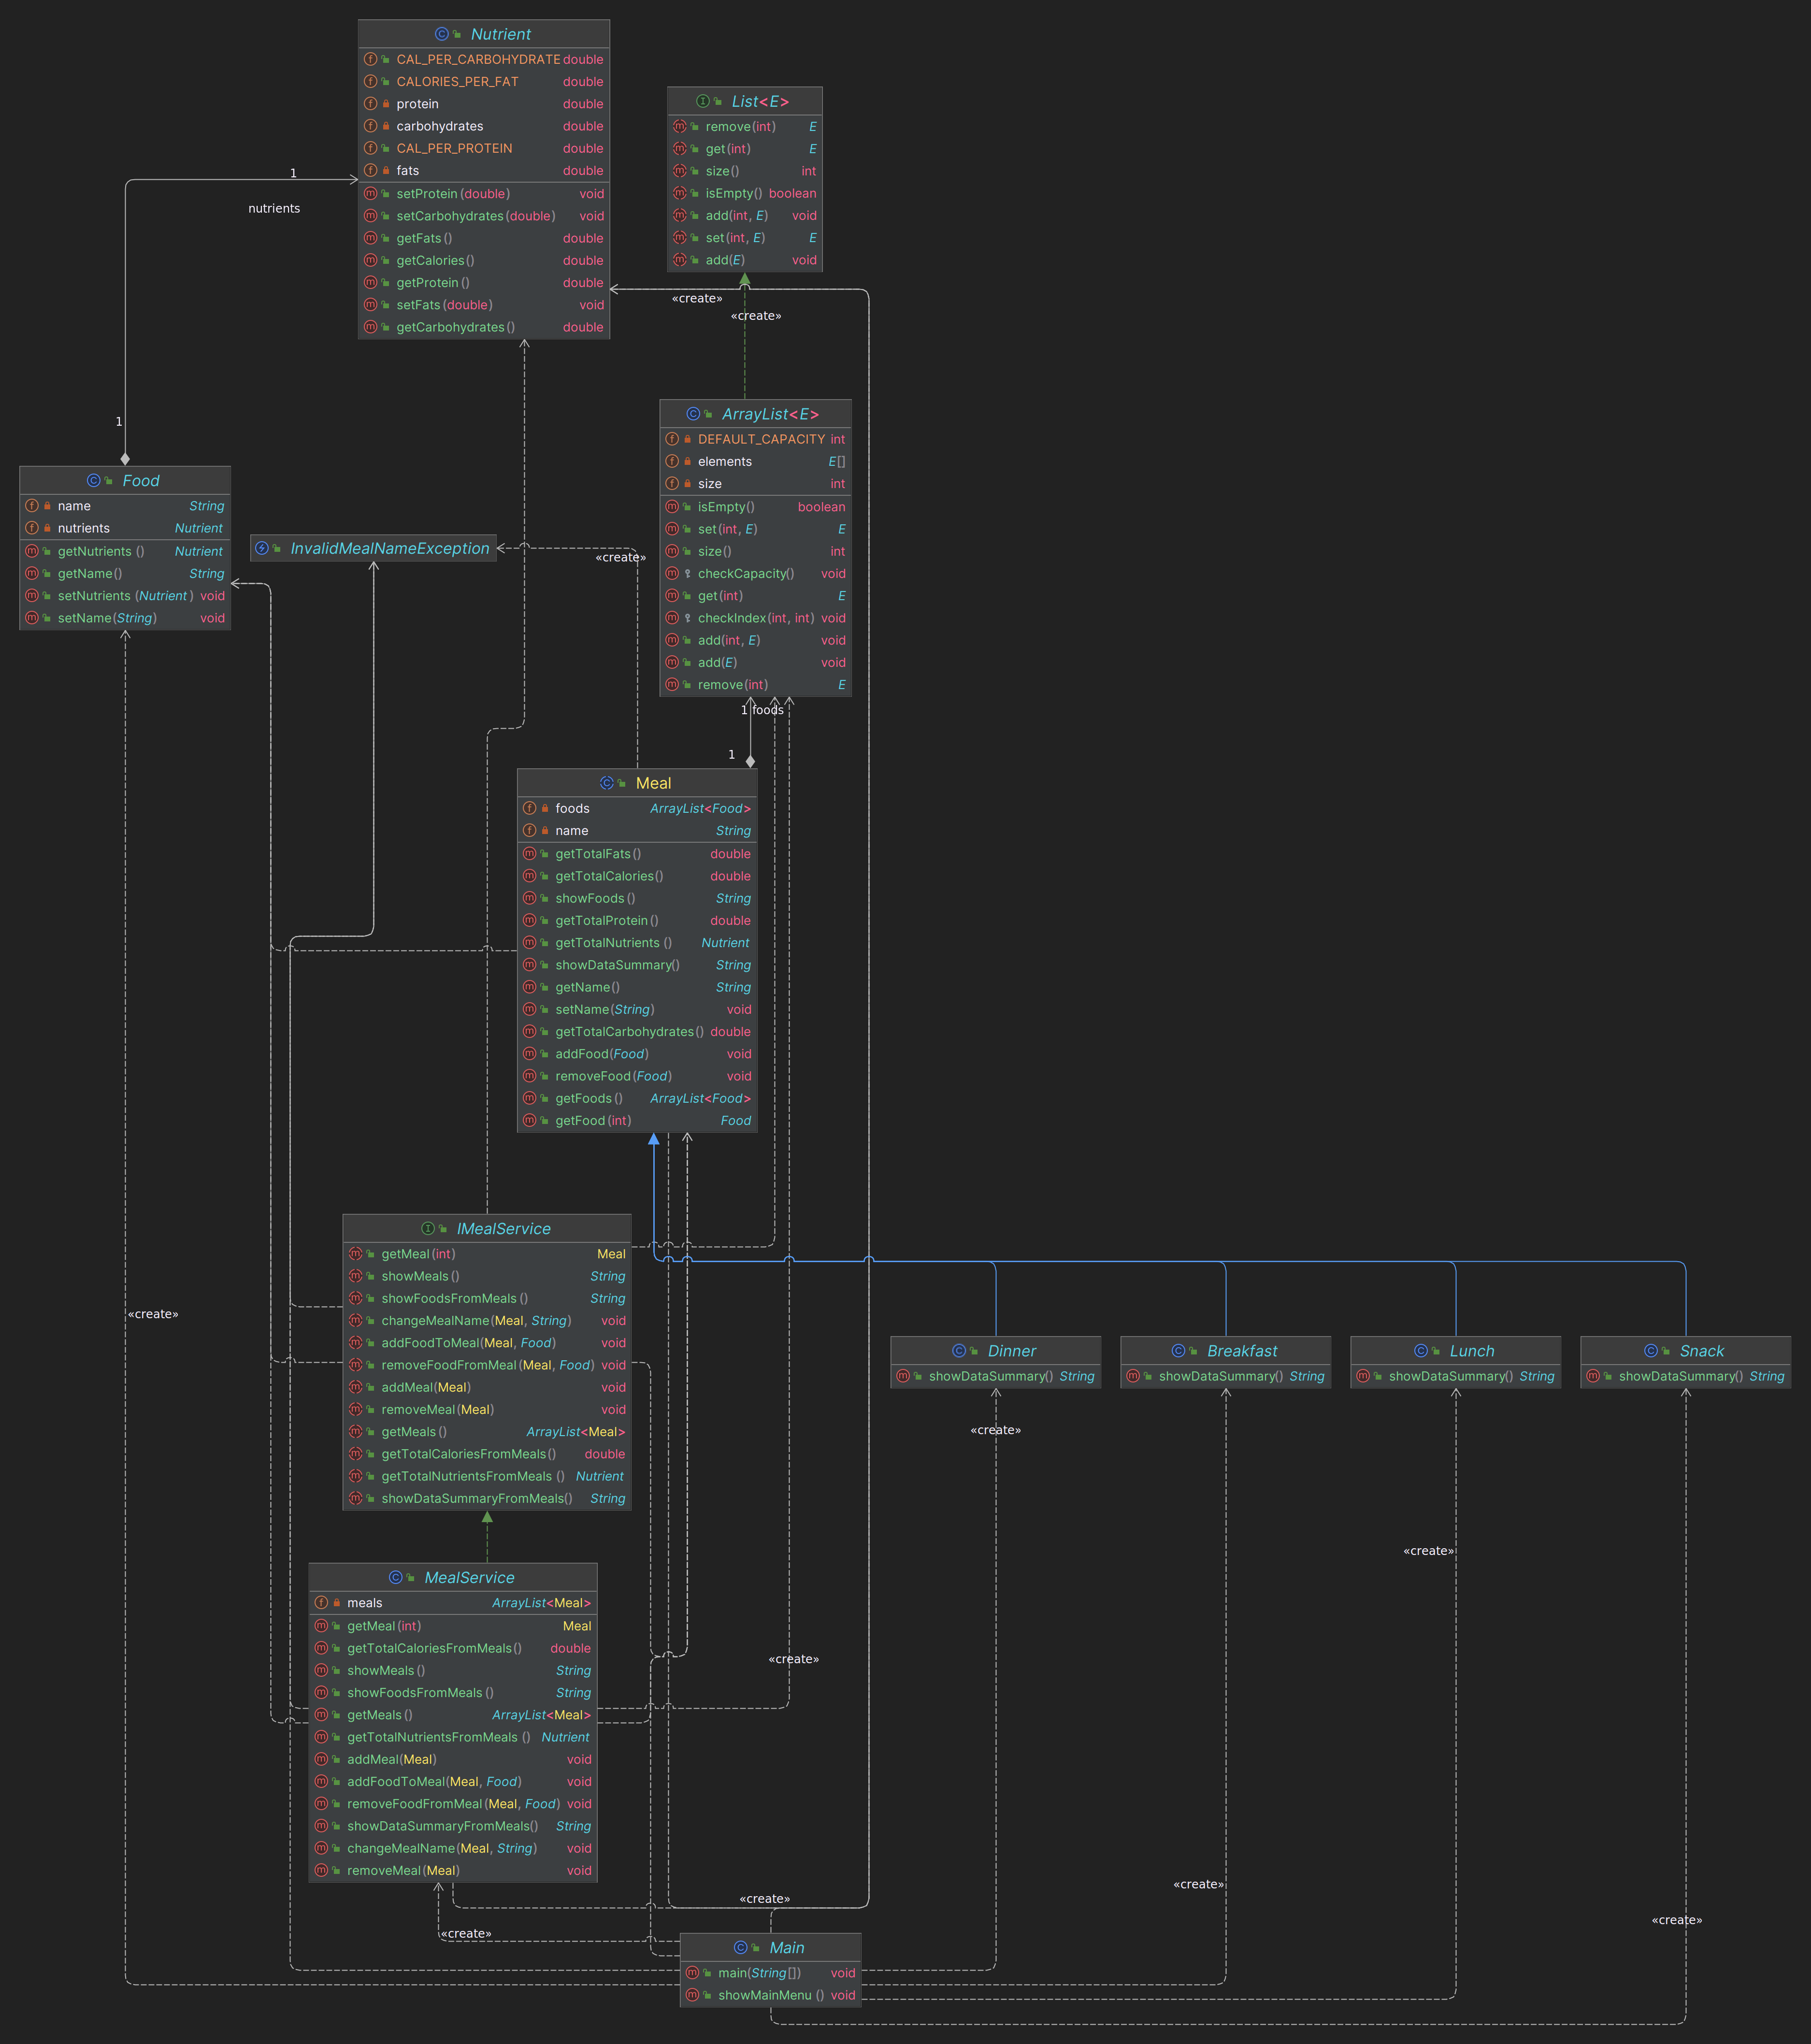 Nutrient
CAL_PER_CARBOHYDRATE double
CALORIES_PER_FAT double
protein double
carbohydrates double
CAL_PER_PROTEIN double
fats double
setProtein(double) void
setCarbohydrates(double) void
getFats() double
getCalories() double
getProtein() double
setFats(double) void
getCarbohydrates() double
List<E>
remove(int) E
get(int) E
size() int
isEmpty() boolean
add(int, E) void
set(int, E) E
add(E) void
1
nutrients
1
«create»
«create»
ArrayList<E>
DEFAULT_CAPACITY int
elements E[]
size int
isEmpty() boolean
set(int, E) E
size() int
checkCapacity() void
get(int) E
checkIndex(int, int) void
add(int, E) void
add(E) void
remove(int) E
Food
name String
nutrients Nutrient
getNutrients() Nutrient
getName() String
setNutrients(Nutrient) void
setName(String) void
InvalidMealNameException
«create»
1 foods
1
Meal
foods ArrayList<Food>
name String
getTotalFats() double
getTotalCalories() double
showFoods() String
getTotalProtein() double
getTotalNutrients() Nutrient
showDataSummary() String
getName() String
setName(String) void
getTotalCarbohydrates() double
addFood(Food) void
removeFood(Food) void
getFoods() ArrayList<Food>
getFood(int) Food
IMealService
getMeal(int) Meal
showMeals() String
showFoodsFromMeals() String
changeMealName(Meal, String) void
addFoodToMeal(Meal, Food) void
removeFoodFromMeal(Meal, Food) void
addMeal(Meal) void
removeMeal(Meal) void
getMeals() ArrayList<Meal>
getTotalCaloriesFromMeals() double
getTotalNutrientsFromMeals() Nutrient
showDataSummaryFromMeals() String
«create»
Dinner
showDataSummary() String
Breakfast
showDataSummary() String
Lunch
showDataSummary() String
Snack
showDataSummary() String
«create»
«create»
MealService
meals ArrayList<Meal>
getMeal(int) Meal
getTotalCaloriesFromMeals() double
showMeals() String
showFoodsFromMeals() String
getMeals() ArrayList<Meal>
getTotalNutrientsFromMeals() Nutrient
addMeal(Meal) void
addFoodToMeal(Meal, Food) void
removeFoodFromMeal(Meal, Food) void
showDataSummaryFromMeals() String
changeMealName(Meal, String) void
removeMeal(Meal) void
«create»
«create»
«create»
«create»
«create»
Main
main(String[]) void
showMainMenu() void